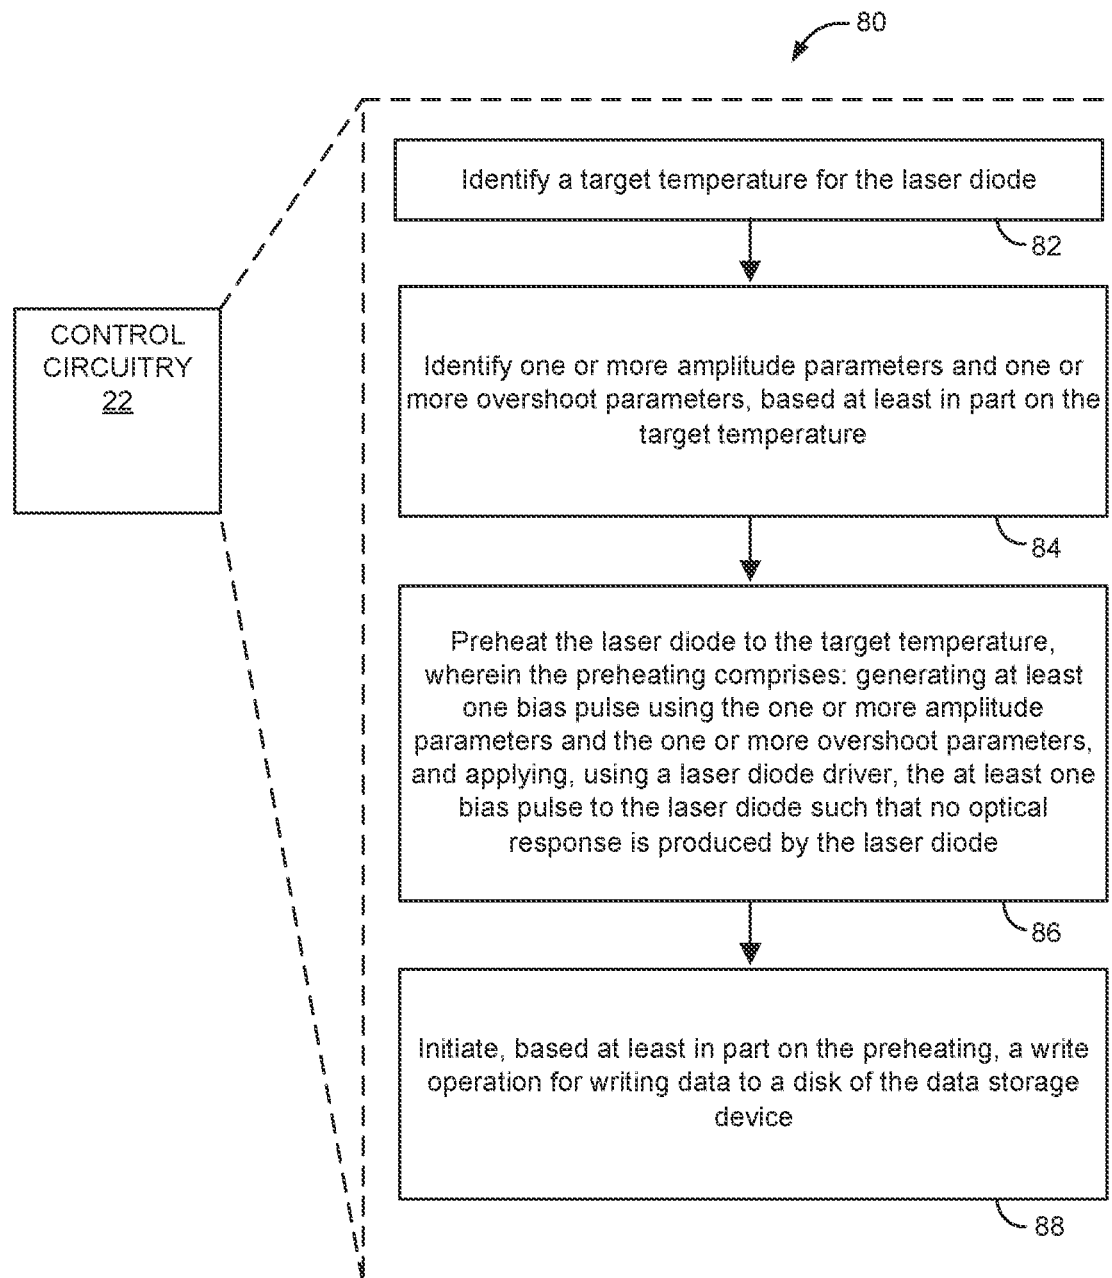 80
Identify a target temperature for the laser diode
82
CONTROL
CIRCUITRY
22
Identify one or more amplitude parameters and one or
more overshoot parameters, based at least in part on the
target temperature
84
Preheat the laser diode to the target temperature,
wherein the preheating comprises: generating at least
one bias pulse using the one or more amplitude
parameters and the one or more overshoot parameters,
and applying, using a laser diode driver, the at least one
bias pulse to the laser diode such that no optical
response is produced by the laser diode
86
Initiate, based at least in part on the preheating, a write
operation for writing data to a disk of the data storage
device
88